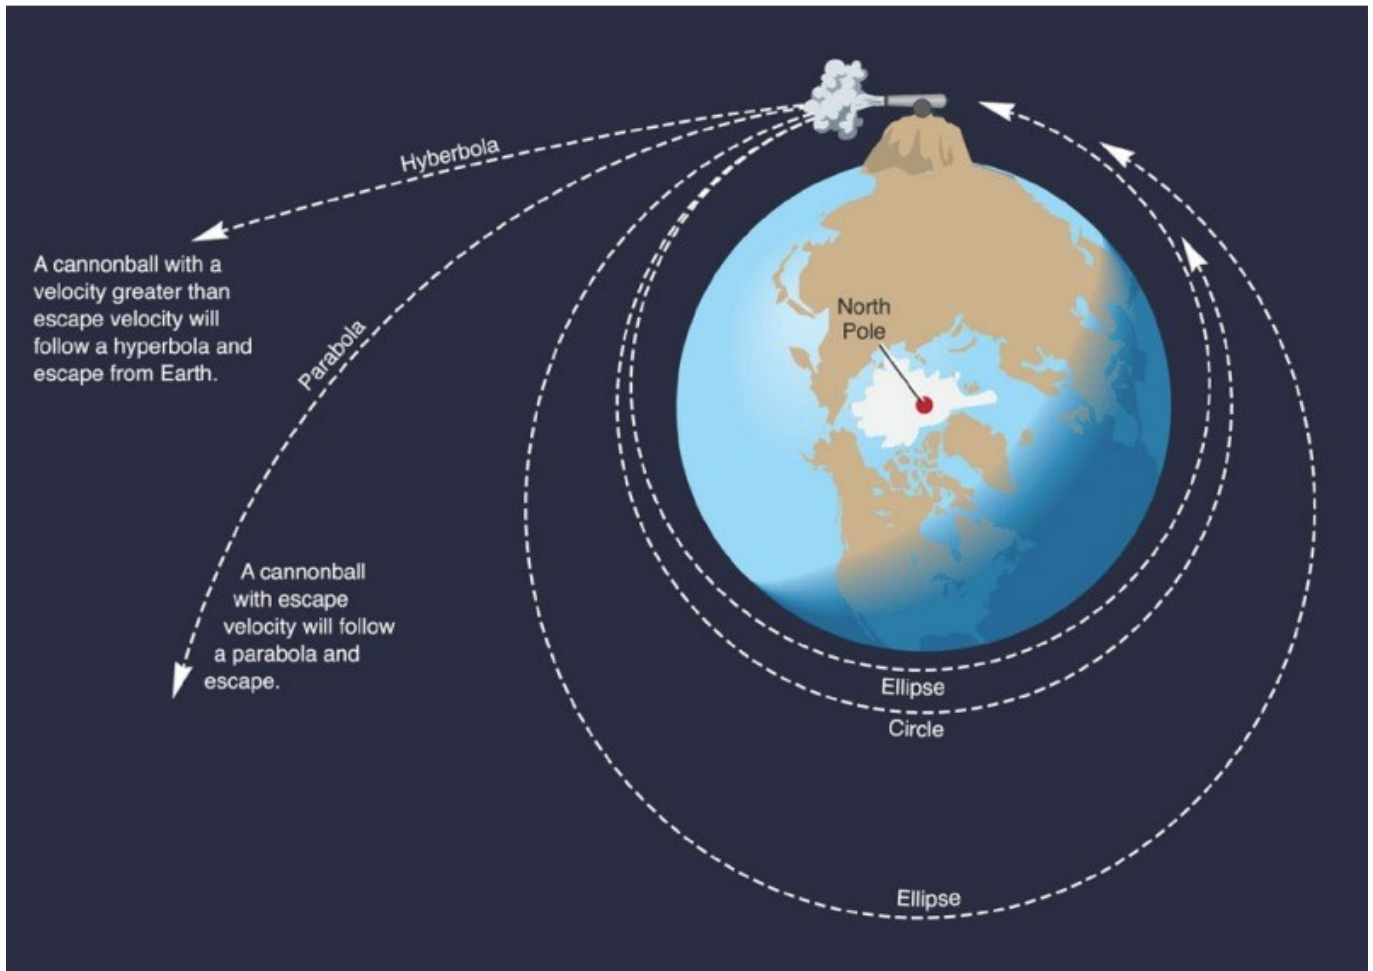 Hyberbola
A cannonball with a
velocity greater than
escape velocity will
follow a hyperbola and
escape from Earth.
Parabola
North
Pole
A cannonball
with escape
velocity will follow
a parabola and
escape.
Ellipse
Circle
Ellipse